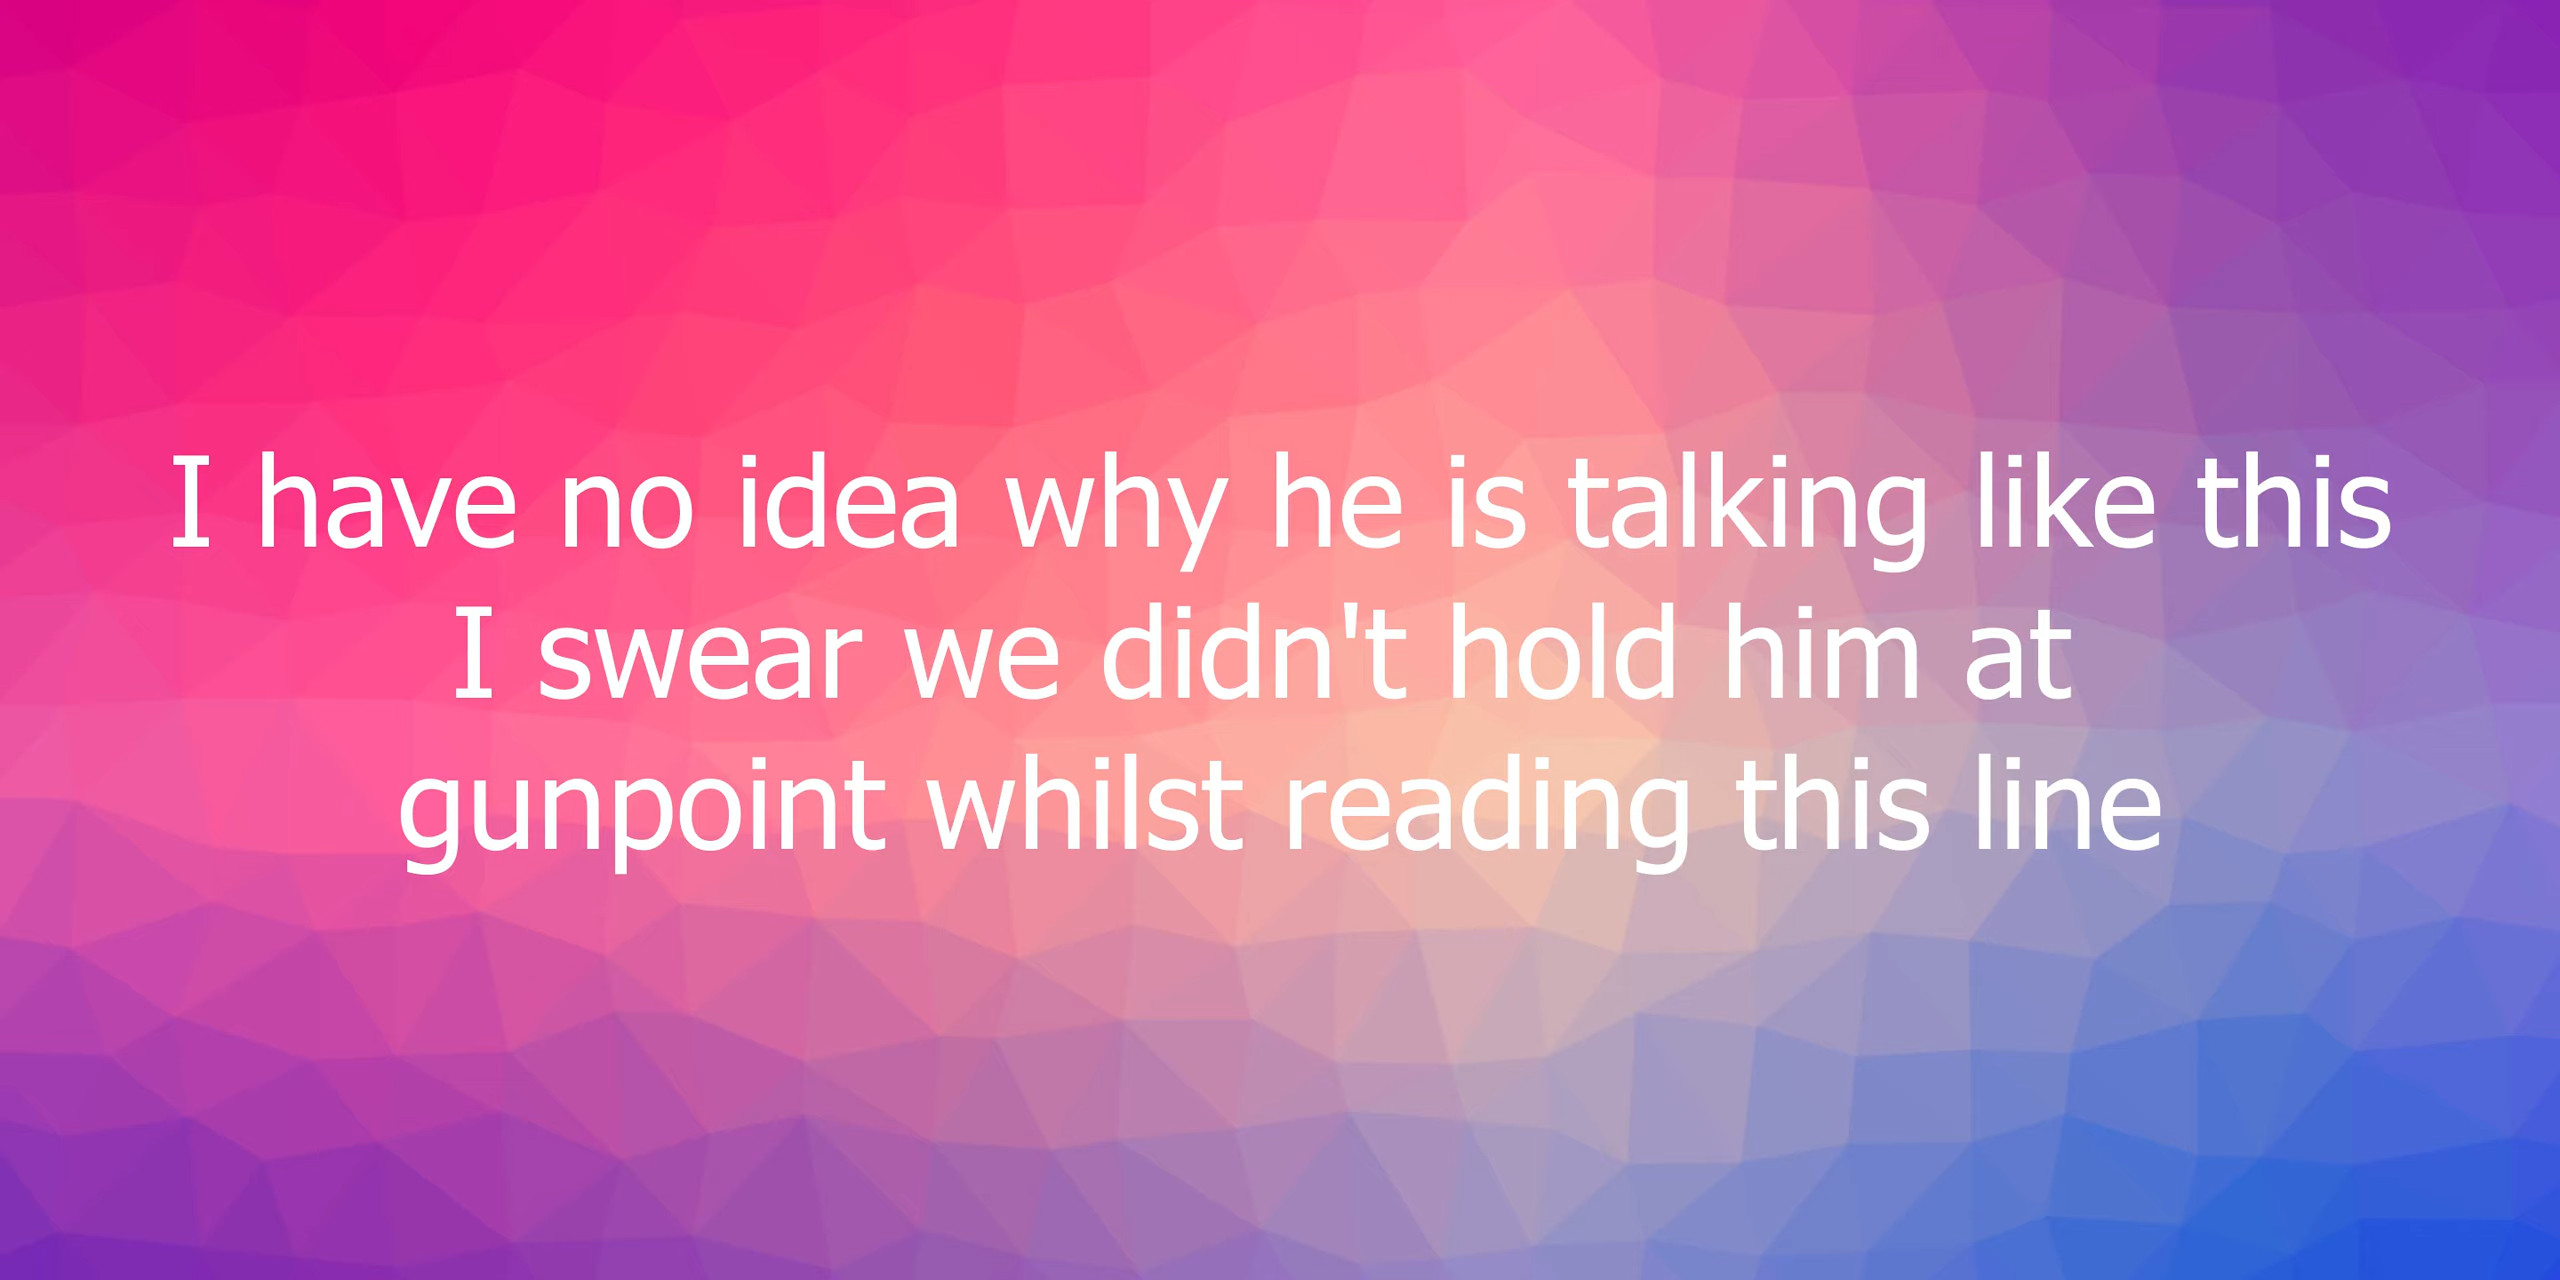 I have no idea why he is talking like this
I swear we didn't hold him at
gunpoint whilst reading this line